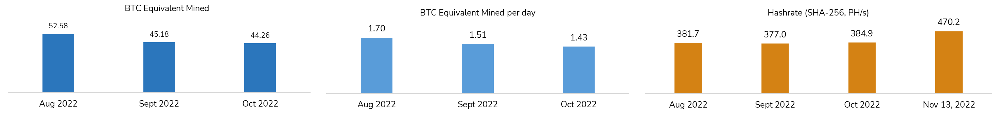 BTC Equivalent Mined
52.58
45.18
44.26
Aug 2022
Sept 2022
Oct 2022
BTC Equivalent Mined per day
1.70
1.51
1.43
Aug 2022
Sept 2022
Oct 2022
Hashrate (SHA-256, PH/s)
381.7
377.0
384.9
470.2
Aug 2022
Sept 2022
Oct 2022
Nov 13, 2022